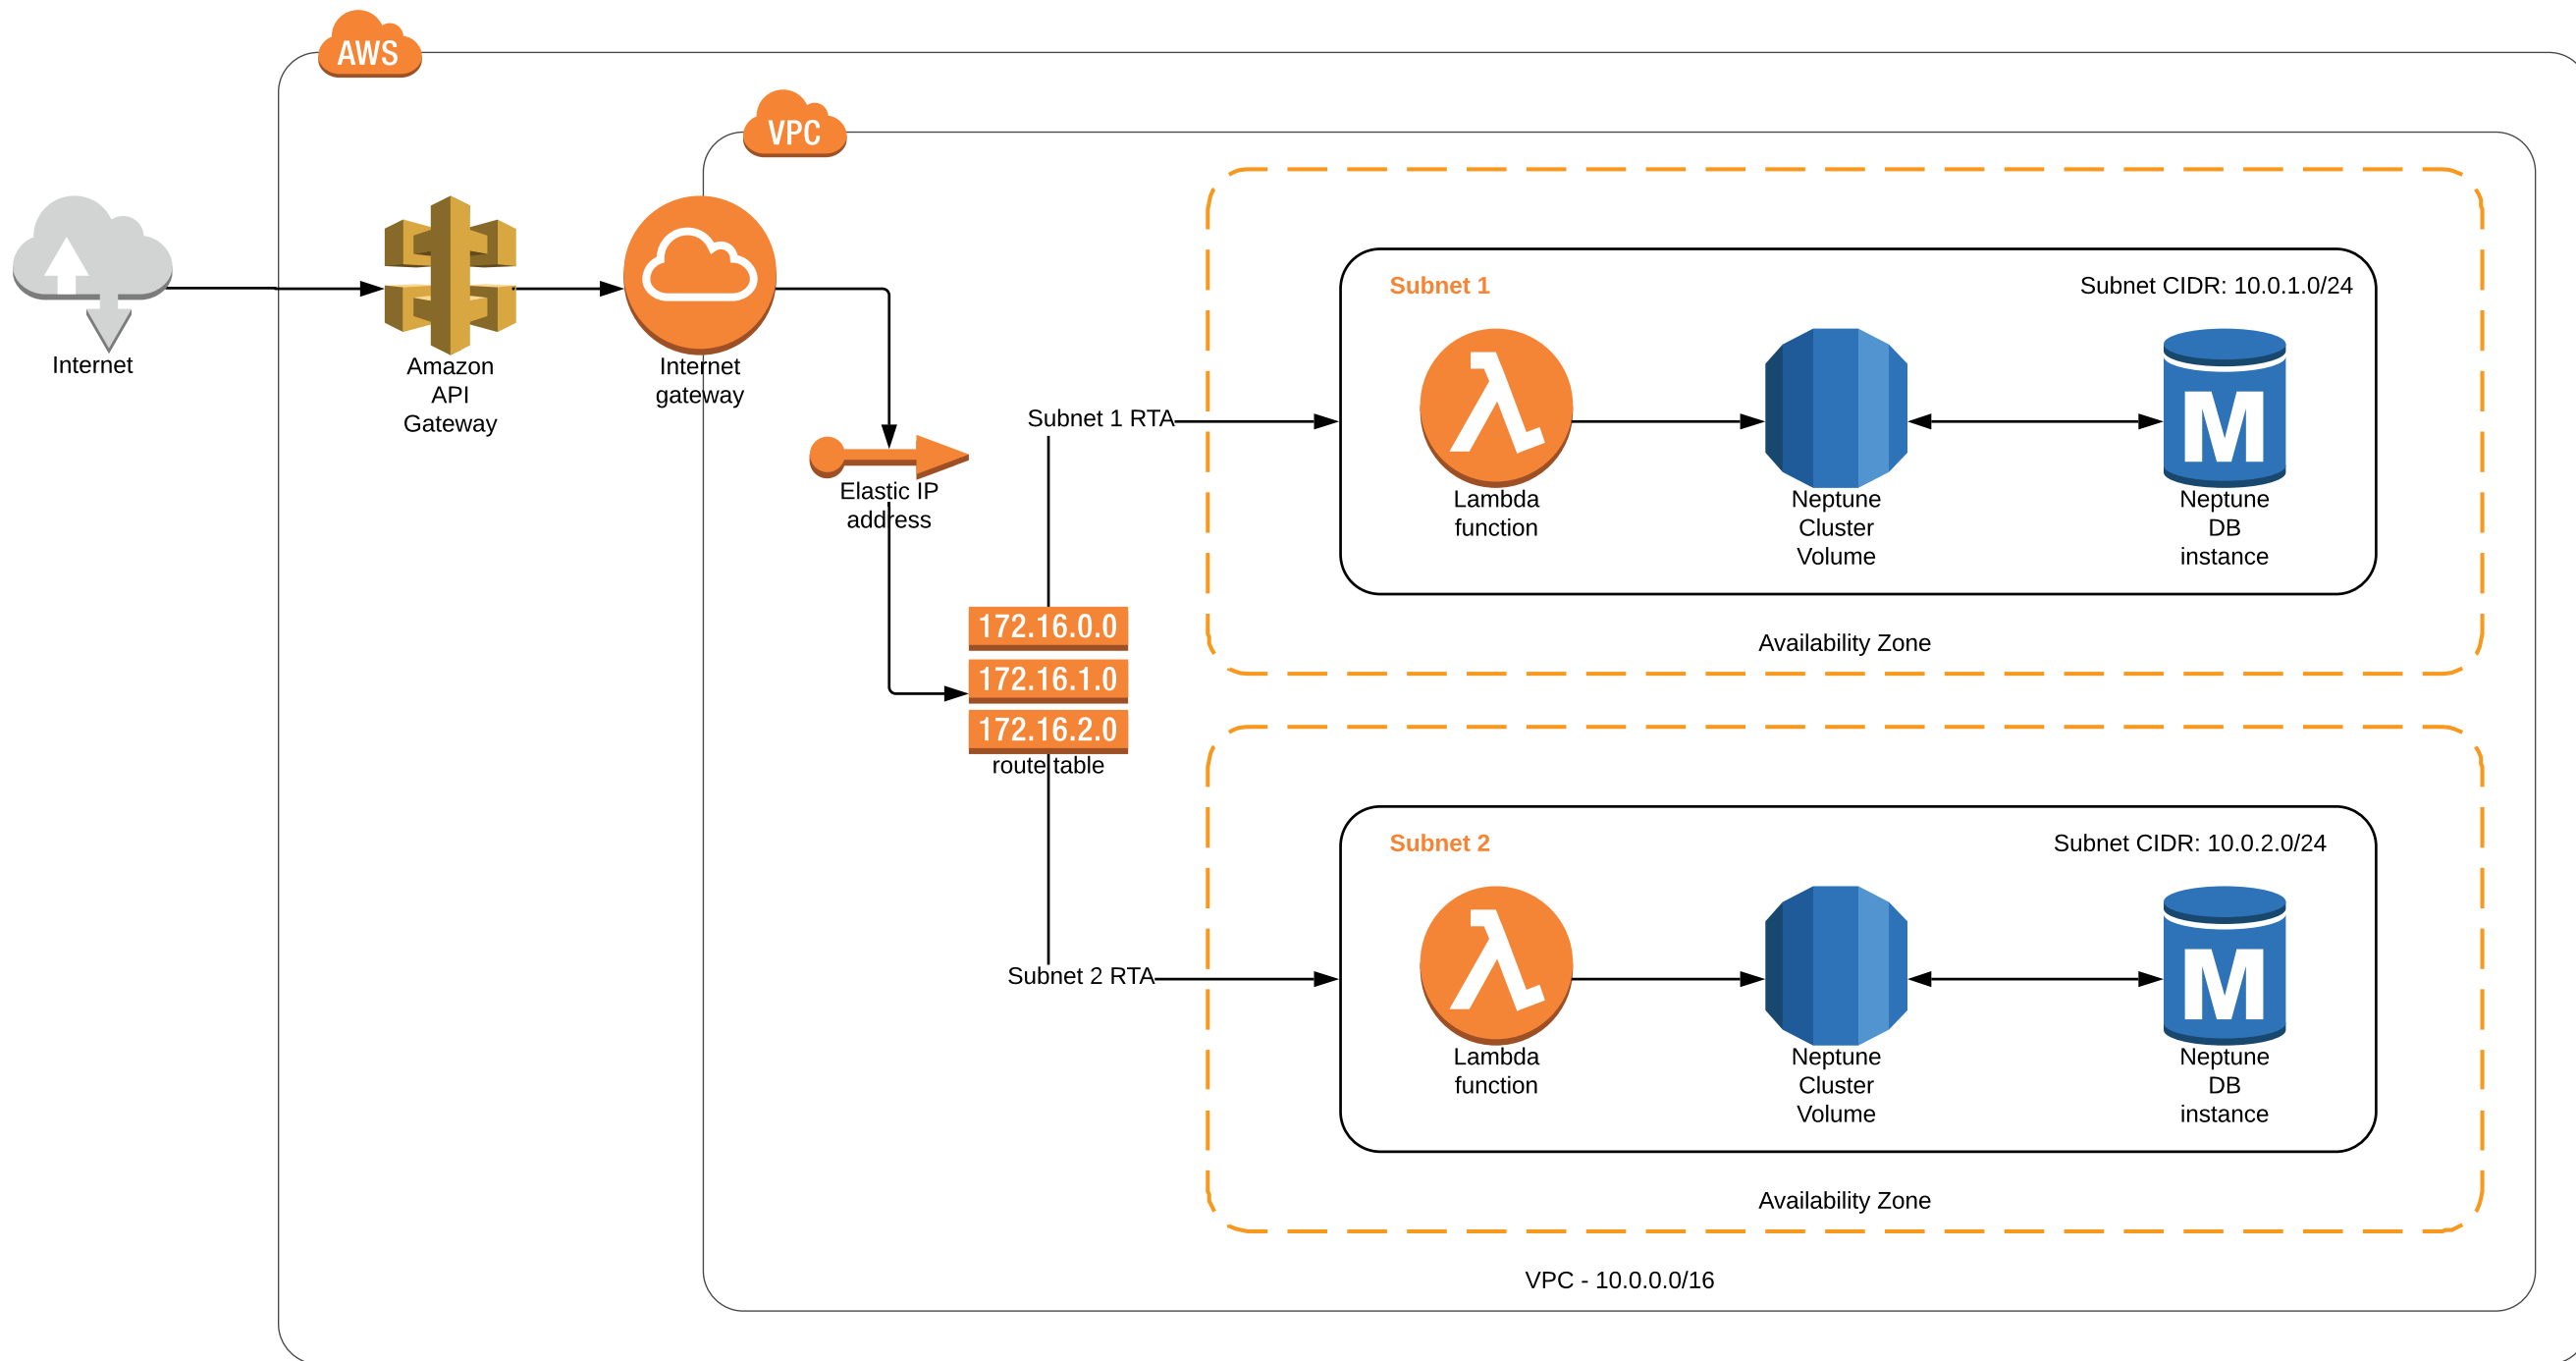 AWS
VPC
Internet
Amazon
API
Gateway
Internet
gateway
Elastic IP
address
172.16.0.0
172.16.1.0
172.16.2.0
route table
Subnet 1 RTA
Subnet 2 RTA
Subnet 1
Subnet CIDR: 10.0.1.0/24
Lambda
function
Neptune
Cluster
Volume
M
Neptune
DB
instance
Availability Zone
Subnet 2
Subnet CIDR: 10.0.2.0/24
Lambda
function
Neptune
Cluster
Volume
M
Neptune
DB
instance
Availability Zone
VPC - 10.0.0.0/16